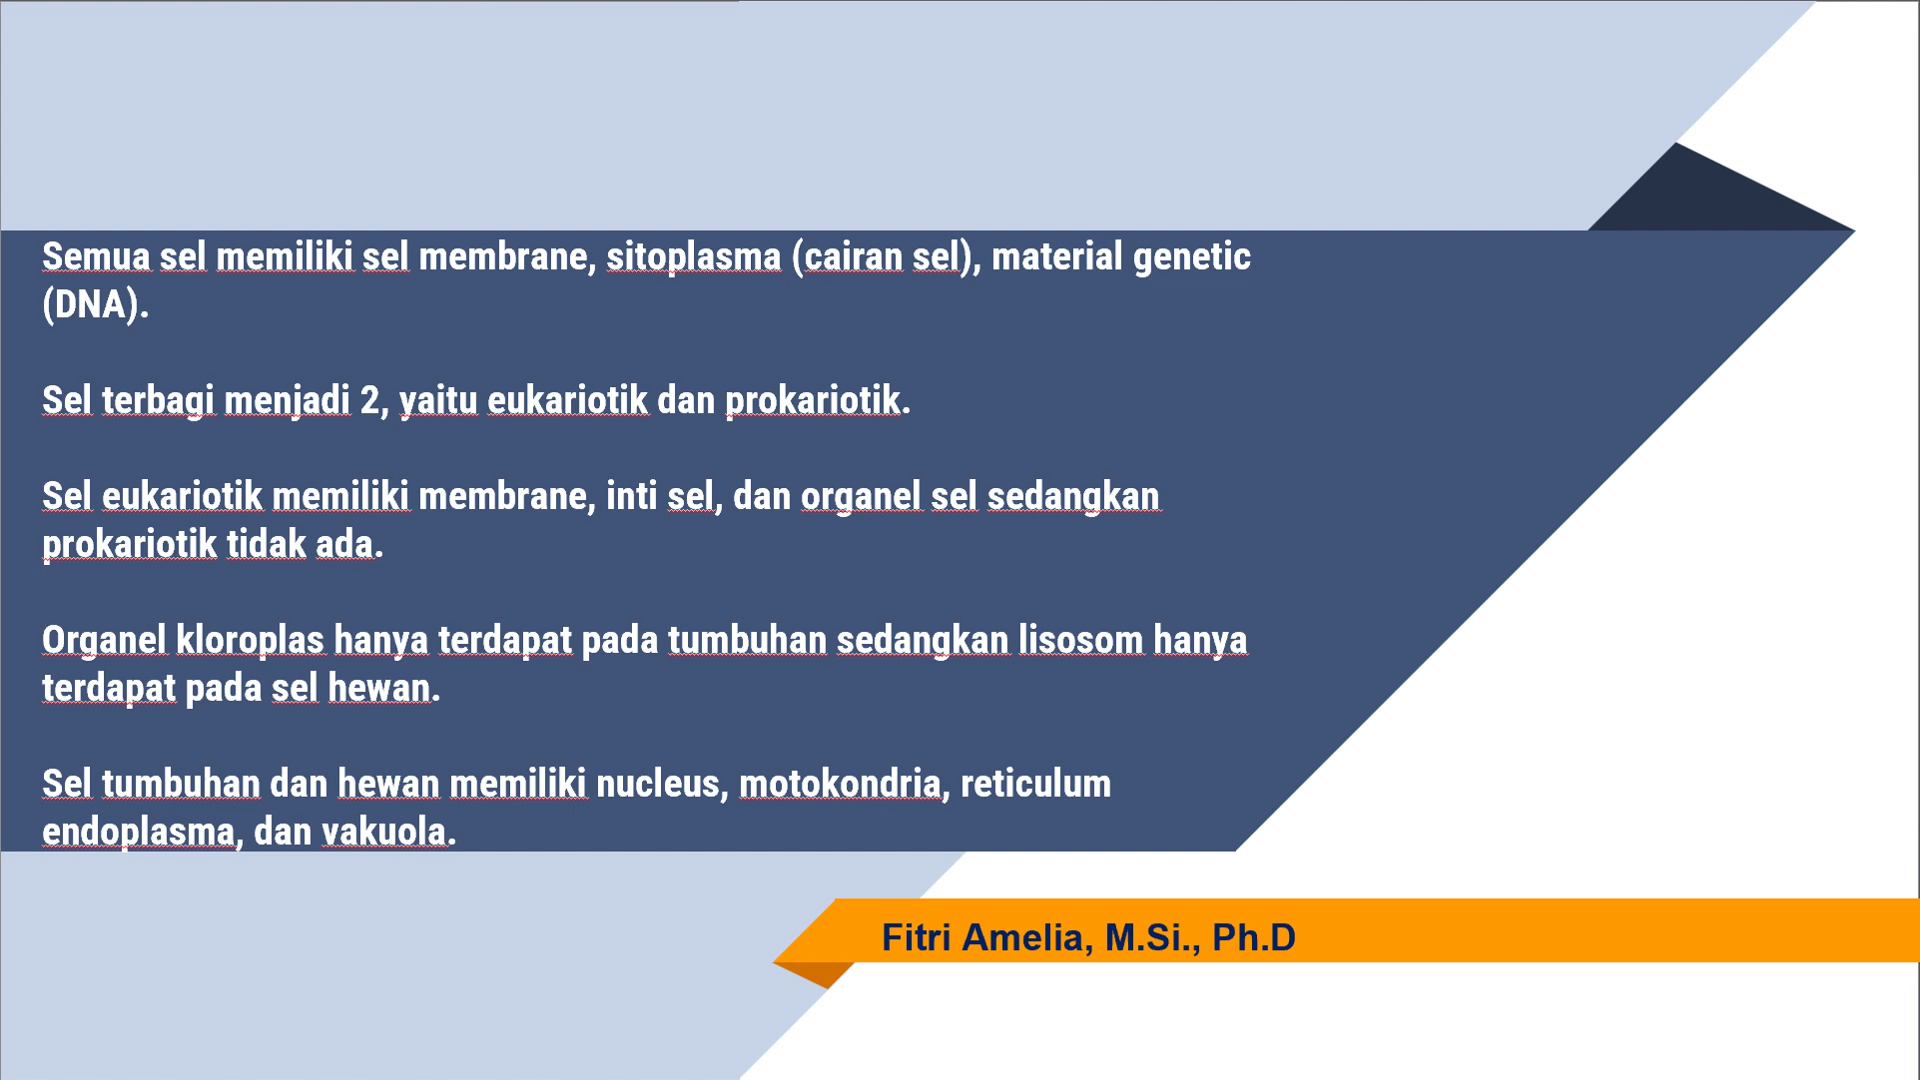 Semua sel memiliki sel membrane, sitoplasma (cairan sel), material genetic
(DNA).
Sel terbagi menjadi 2, yaitu eukariotik dan prokariotik.
Sel eukariotik memiliki membrane, inti sel, dan organel sel sedangkan
prokariotik tidak ada.
Organel kloroplas hanya terdapat pada tumbuhan sedangkan lisosom hanya
terdapat pada sel hewan.
Sel tumbuhan dan hewan memiliki nucleus, motokondria, reticulum
endoplasma, dan vakuola.
Fitri Amelia, M.Si., Ph.D